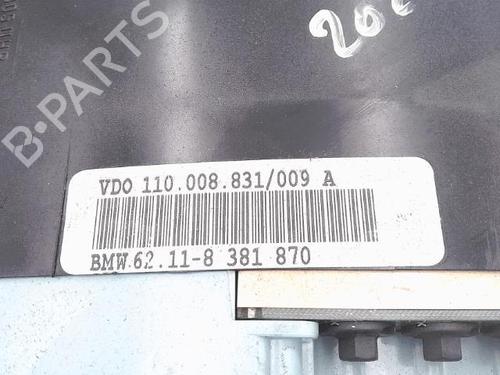 B-PARTS
VDO 110.008.831/009 A
BMW 62.11-8 381 870